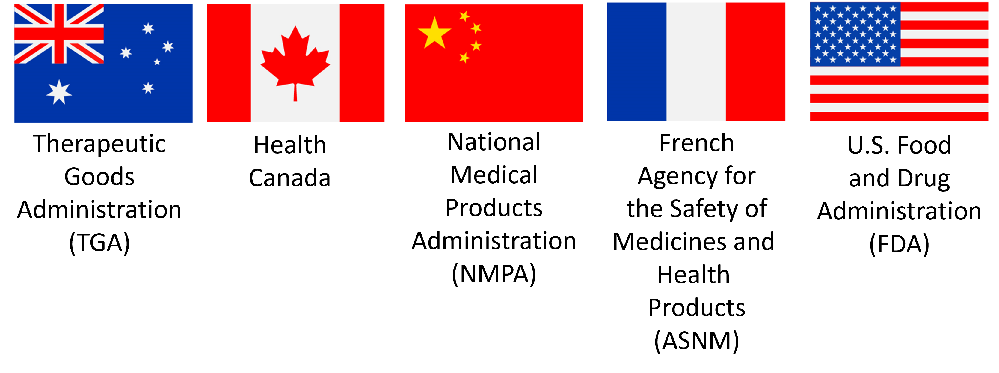 Therapeutic
Goods
Administration
(TGA)
Health
Canada
National
Medical
Products
Administration
(NMPA)
French
Agency for
the Safety of
Medicines and
Health
Products
(ASNM)
U.S. Food
and Drug
Administration
(FDA)